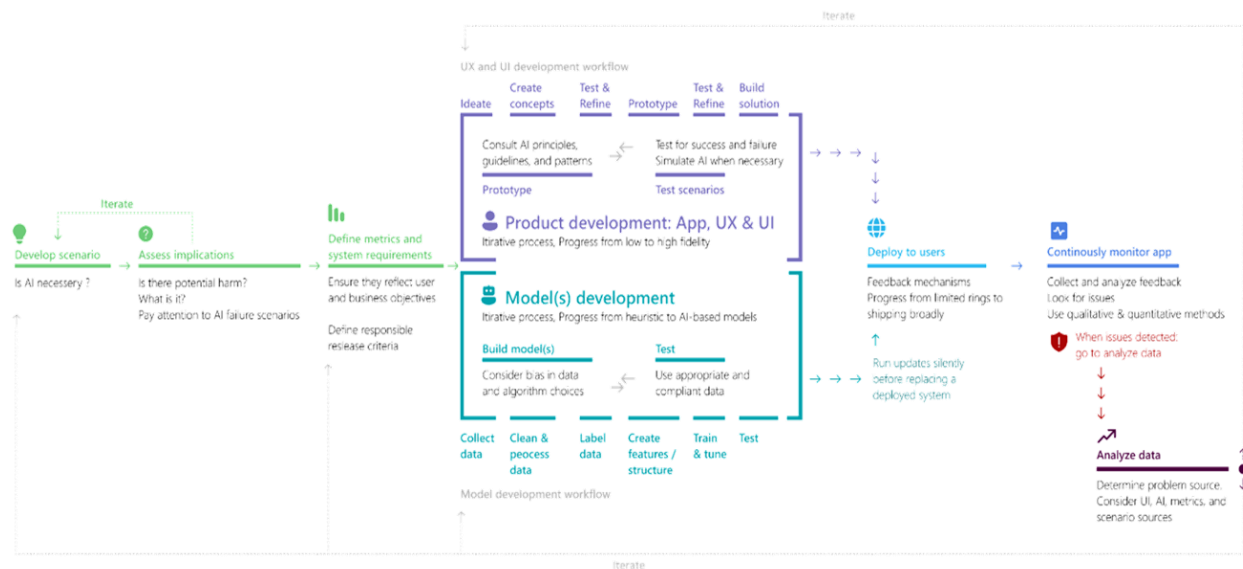 Iterate
UX and UI development workflow
Ideate
Create
concepts
Test &
Refine
Prototype
Test &
Refine
Build
solution
Consult AI principles,
guidelines, and patterns
Test for success and failure
Simulate AI when necessary
Prototype
Test scenarios
Product development: App, UX & UI
Itirative process, Progress from low to high fidelity
Iterate
Develop scenario
Is AI necessery ?
Assess implications
Is there potential harm?
What is it?
Pay attention to AI failure scenarios
Define metrics and
system requirements
Ensure they reflect user
and business objectives
Define responsible
reslease criteria
Model(s) development
Itirative process, Progress from heuristic to AI-based models
Build model(s)
Test
Consider bias in data
and algorithm choices
Use appropriate and
compliant data
Collect
data
Clean &
peocess
data
Label
data
Create
features /
structure
Train
& tune
Test
Model development workflow
Deploy to users
Feedback mechanisms
Progress from limited rings to
shipping broadly
Run updates silently
before replacing a
deployed system
Continously monitor app
Collect and analyze feedback
Look for issues
Use qualitative & quantitative methods
When issues detected:
go to analyze data
Analyze data
Determine problem source.
Consider UI, AI, metrics, and
scenario sources
Iterate